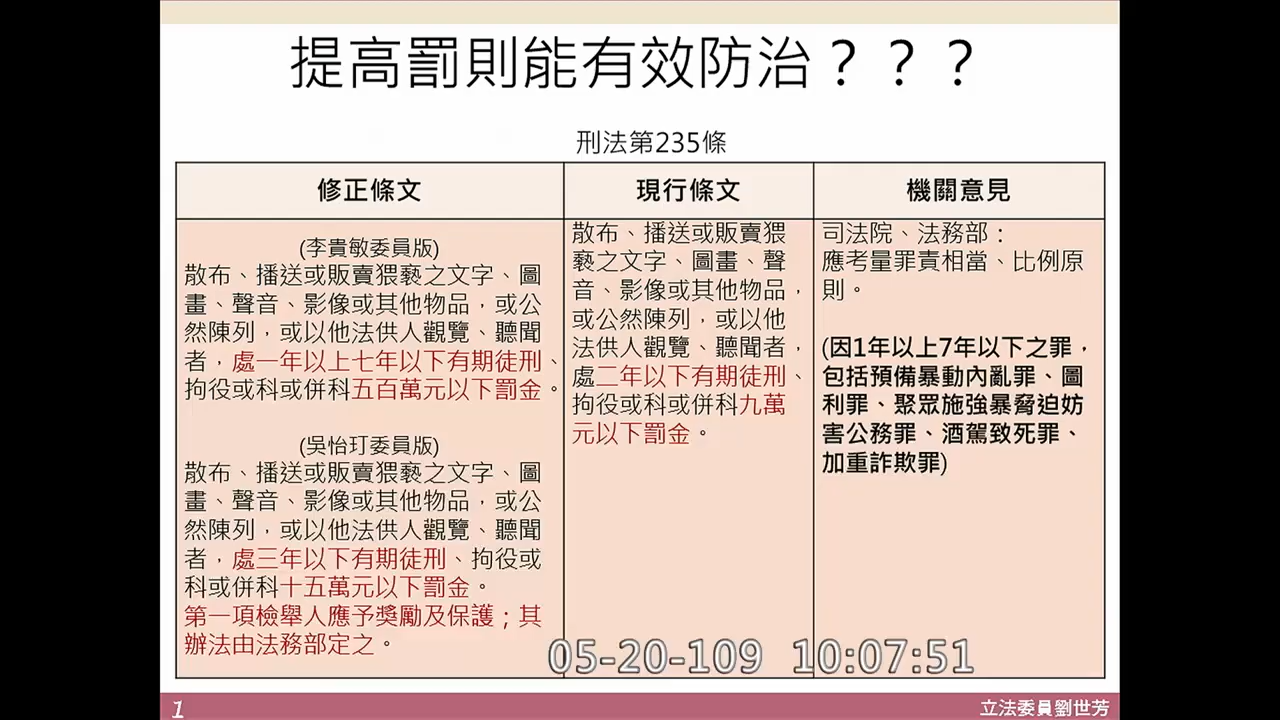 提高罰則能有效防治？？？
刑法第235條
修正條文
現行條文
機關意見
(李貴敏委員版)
散布、播送或販賣猥褻之文字、圖
畫、聲音、影像或其他物品，或公
然陳列，或以他法供人觀覽、聽聞
者，處一年以上七年以下有期徒刑、
拘役或科或併科五百萬元以下罰金。
(吳怡玎委員版)
散布、播送或販賣猥褻之文字、圖
畫、聲音、影像或其他物品，或公
然陳列，或以他法供人觀覽、聽聞
者，處三年以下有期徒刑、拘役或
科或併科十五萬元以下罰金。
第一項檢舉人應予獎勵及保護；其
辦法由法務部定之。
散布、播送或販賣猥
褻之文字、圖畫、聲
音、影像或其他物品，
或公然陳列，或以他
法供人觀覽、聽聞者，
處二年以下有期徒刑、
拘役或科或併科九萬
元以下罰金。
司法院、法務部：
應考量罪責相當、比例原
則。
(因1年以上7年以下之罪，
包括預備暴動內亂罪、圖
利罪、聚眾施強暴脅迫妨
害公務罪、酒駕致死罪、
加重詐欺罪)
05-20-109 10:07:51
1
立法委員劉世芳